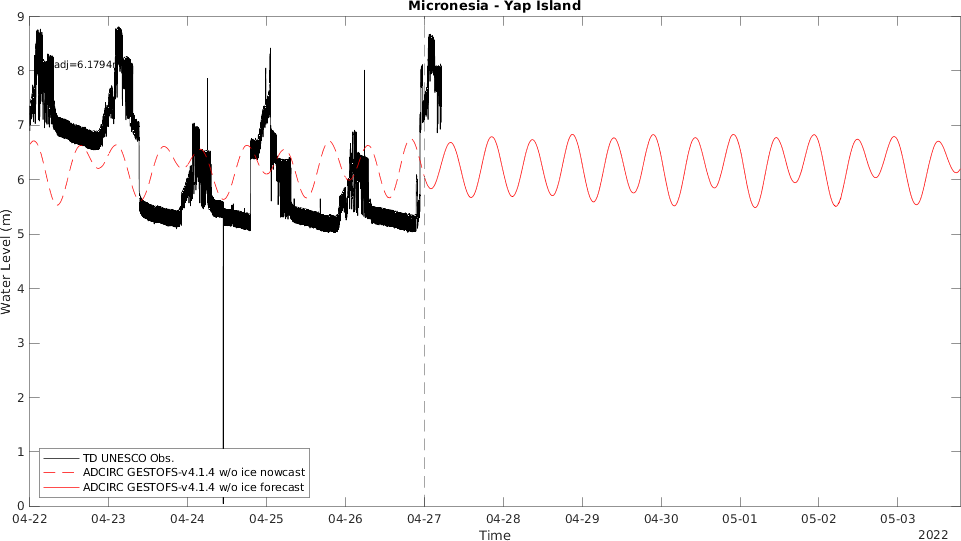 Micronesia - Yap Island
9
8
7
6
5
4
3
2
1
0
Water Level (m)
adj=6.1794
TD UNESCO Obs.
ADCIRC GESTOFS-v4.1.4 w/o ice nowcast
ADCIRC GESTOFS-v4.1.4 w/o ice forecast
04-22 04-23 04-24 04-25 04-26 04-27 04-28 04-29 04-30 05-01 05-02 05-03
Time
2022